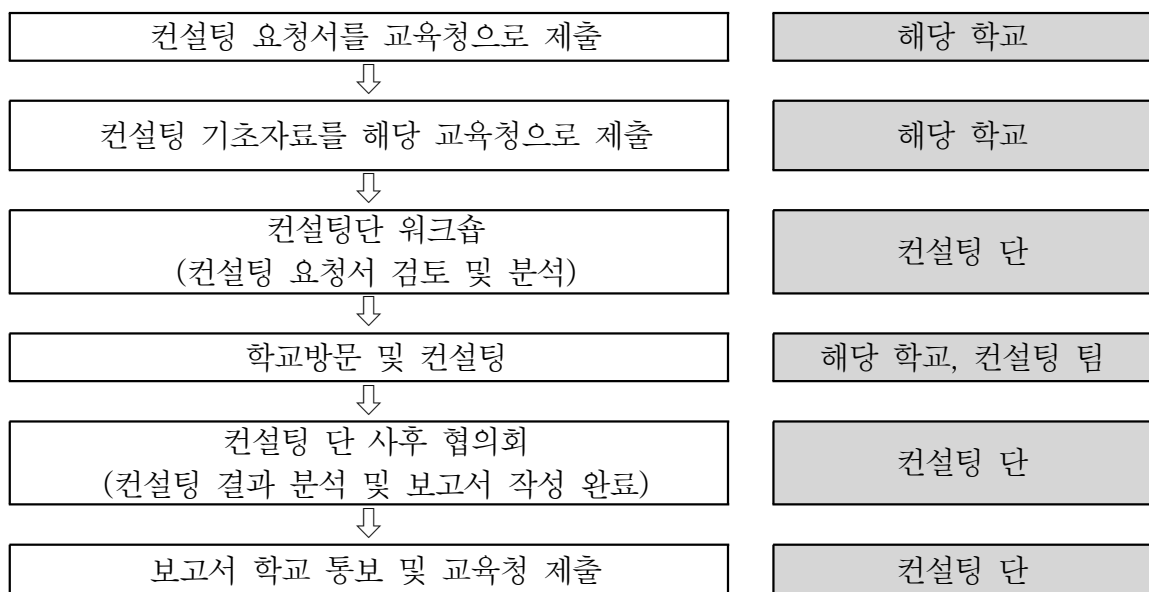 컨설팅 요청서를 교육청으로 제출
해당 학교
컨설팅 기초자료를 해당 교육청으로 제출
해당 학교
컨설팅단 워크숍
(컨설팅 요청서 검토 및 분석)
컨설팅 단
학교방문 및 컨설팅
해당 학교, 컨설팅 팀
컨설팅 단 사후 협의회
(컨설팅 결과 분석 및 보고서 작성 완료)
컨설팅 단
보고서 학교 통보 및 교육청 제출
컨설팅 단